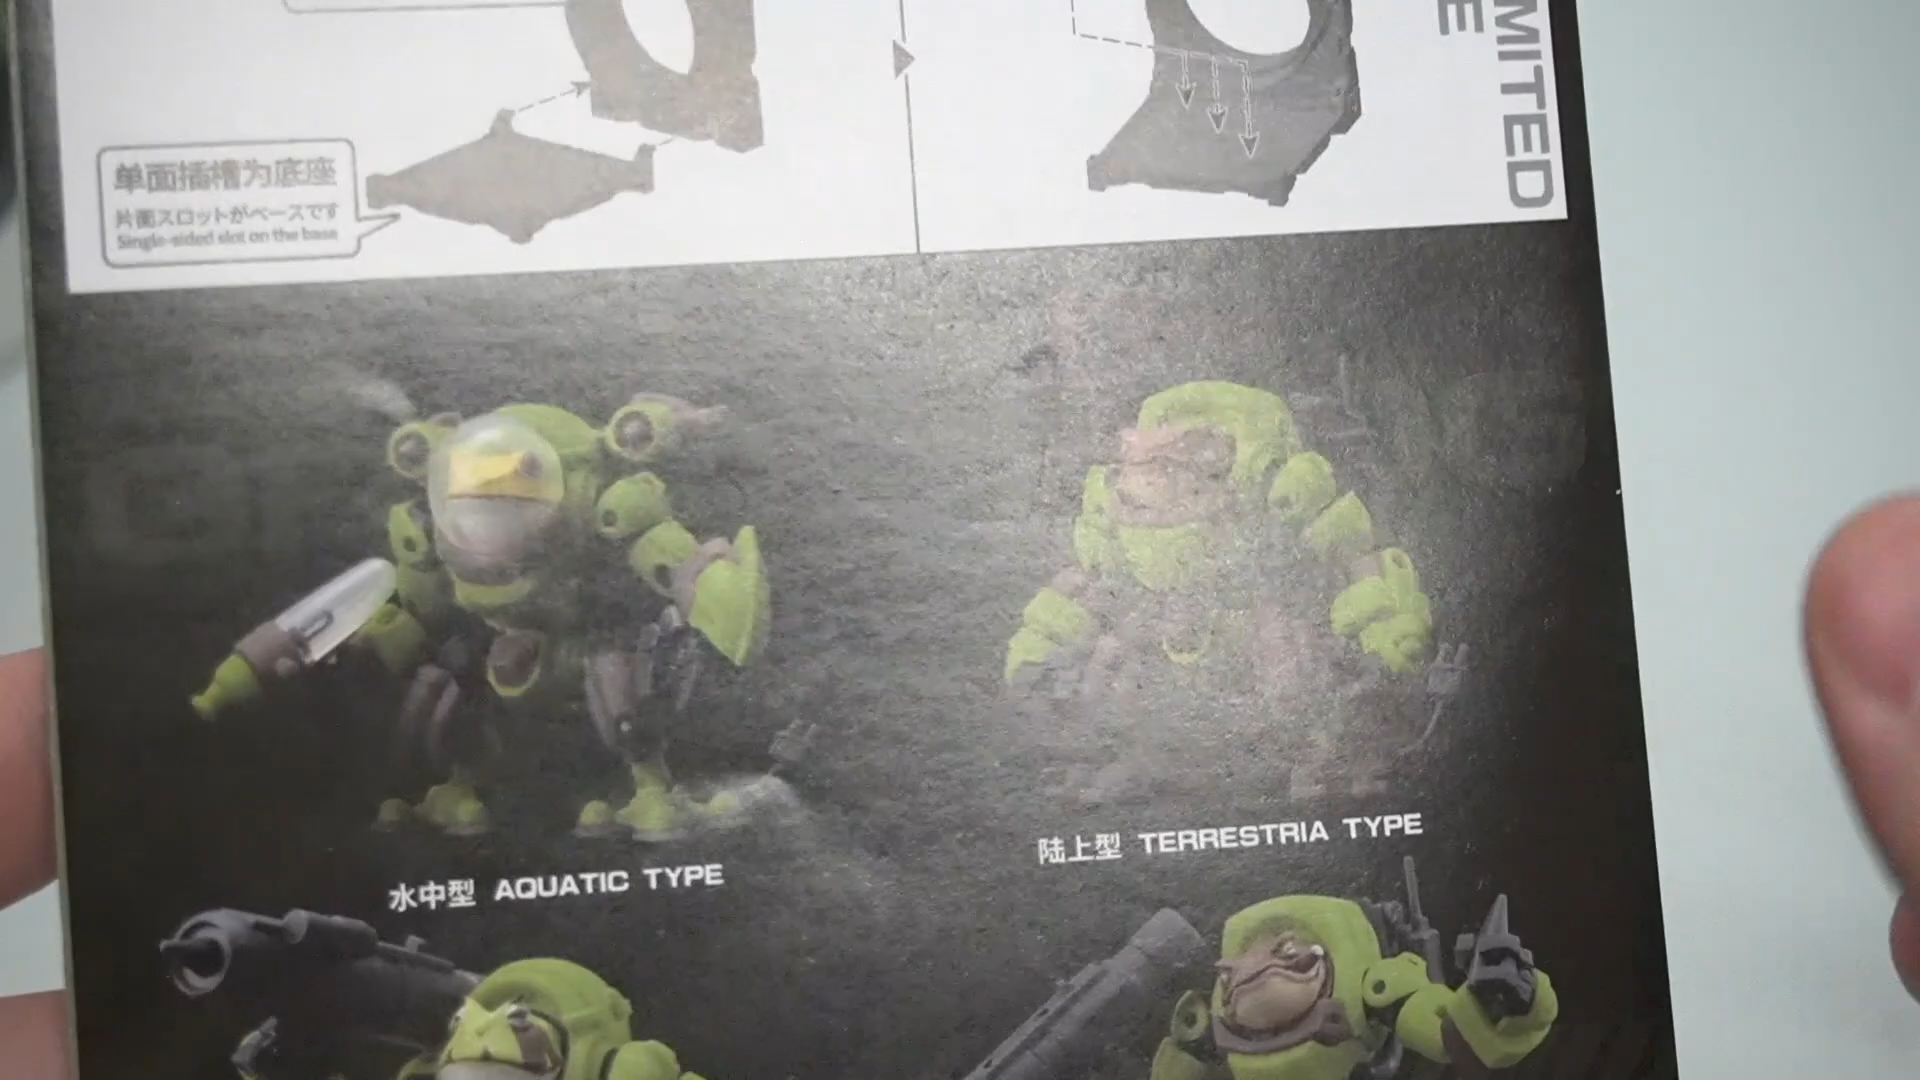 MITED
E
单面插槽为底座
片面スロットがベースです
Single-sided slot on the base
水中型 AQUATIC TYPE
陆上型 TERRESTRIA TYPE